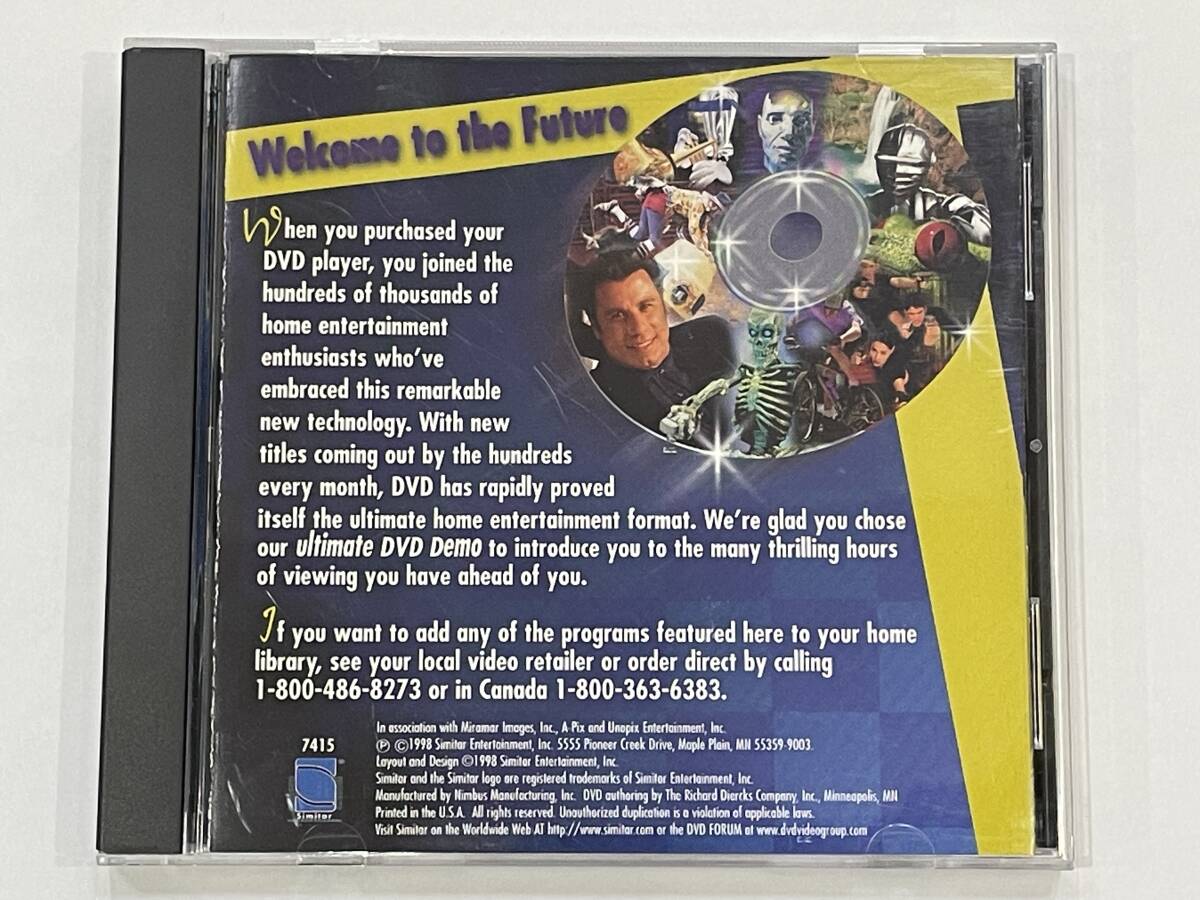 Welcome to the Future
When you purchased your
DVD player, you joined the
hundreds of thousands of
home entertainment
enthusiasts who've
embraced this remarkable
new technology. With new
titles coming out by the hundreds
every month, DVD has rapidly proved
itself the ultimate home entertainment format. We're glad you chose
our ultimate DVD Demo to introduce you to the many thrilling hours
of viewing you have ahead of you.
If you want to add any of the programs featured here to your home
library, see your local video retailer or order direct by calling
1-800-486-8273 or in Canada 1-800-363-6383.
7415
Simitar
In association with Miramar Images, Inc., A-Pix and Unapix Entertainment, Inc.
℗ ©1998 Simitar Entertainment, Inc. 5555 Pioneer Creek Drive, Maple Plain, MN 55359-9003.
Layout and Design ©1998 Simitar Entertainment, Inc.
Simitar and the Simitar logo are registered trademarks of Simitar Entertainment, Inc.
Manufactured by Nimbus Manufacturing, Inc. DVD authoring by The Richard Diercks Company, Inc., Minneapolis, MN
Printed in the U.S.A. All rights reserved. Unauthorized duplication is a violation of applicable laws.
Visit Simitar on the Worldwide Web AT http://www.simitar.com or the DVD FORUM at www.dvdvideogroup.com